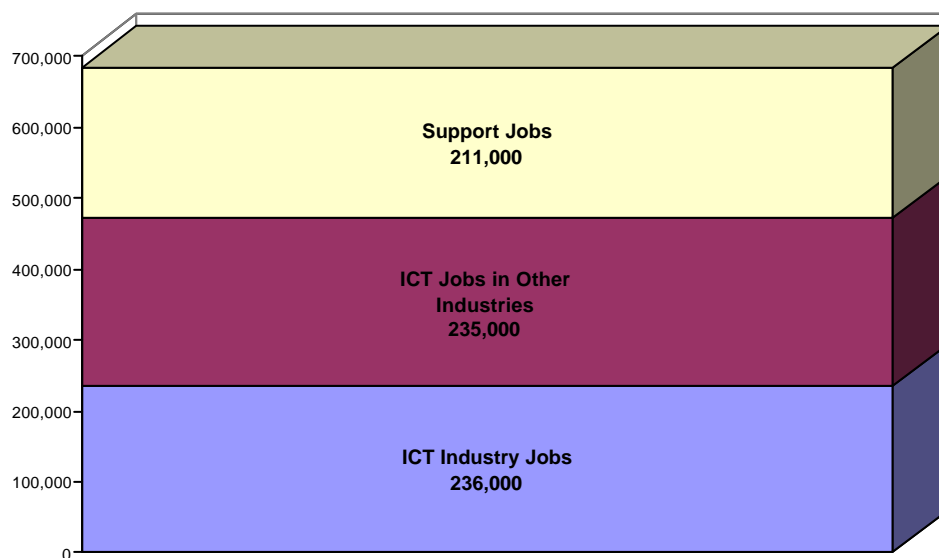 700,000
600,000
500,000
400,000
300,000
200,000
100,000
0
Support Jobs
211,000
ICT Jobs in Other
Industries
235,000
ICT Industry Jobs
236,000